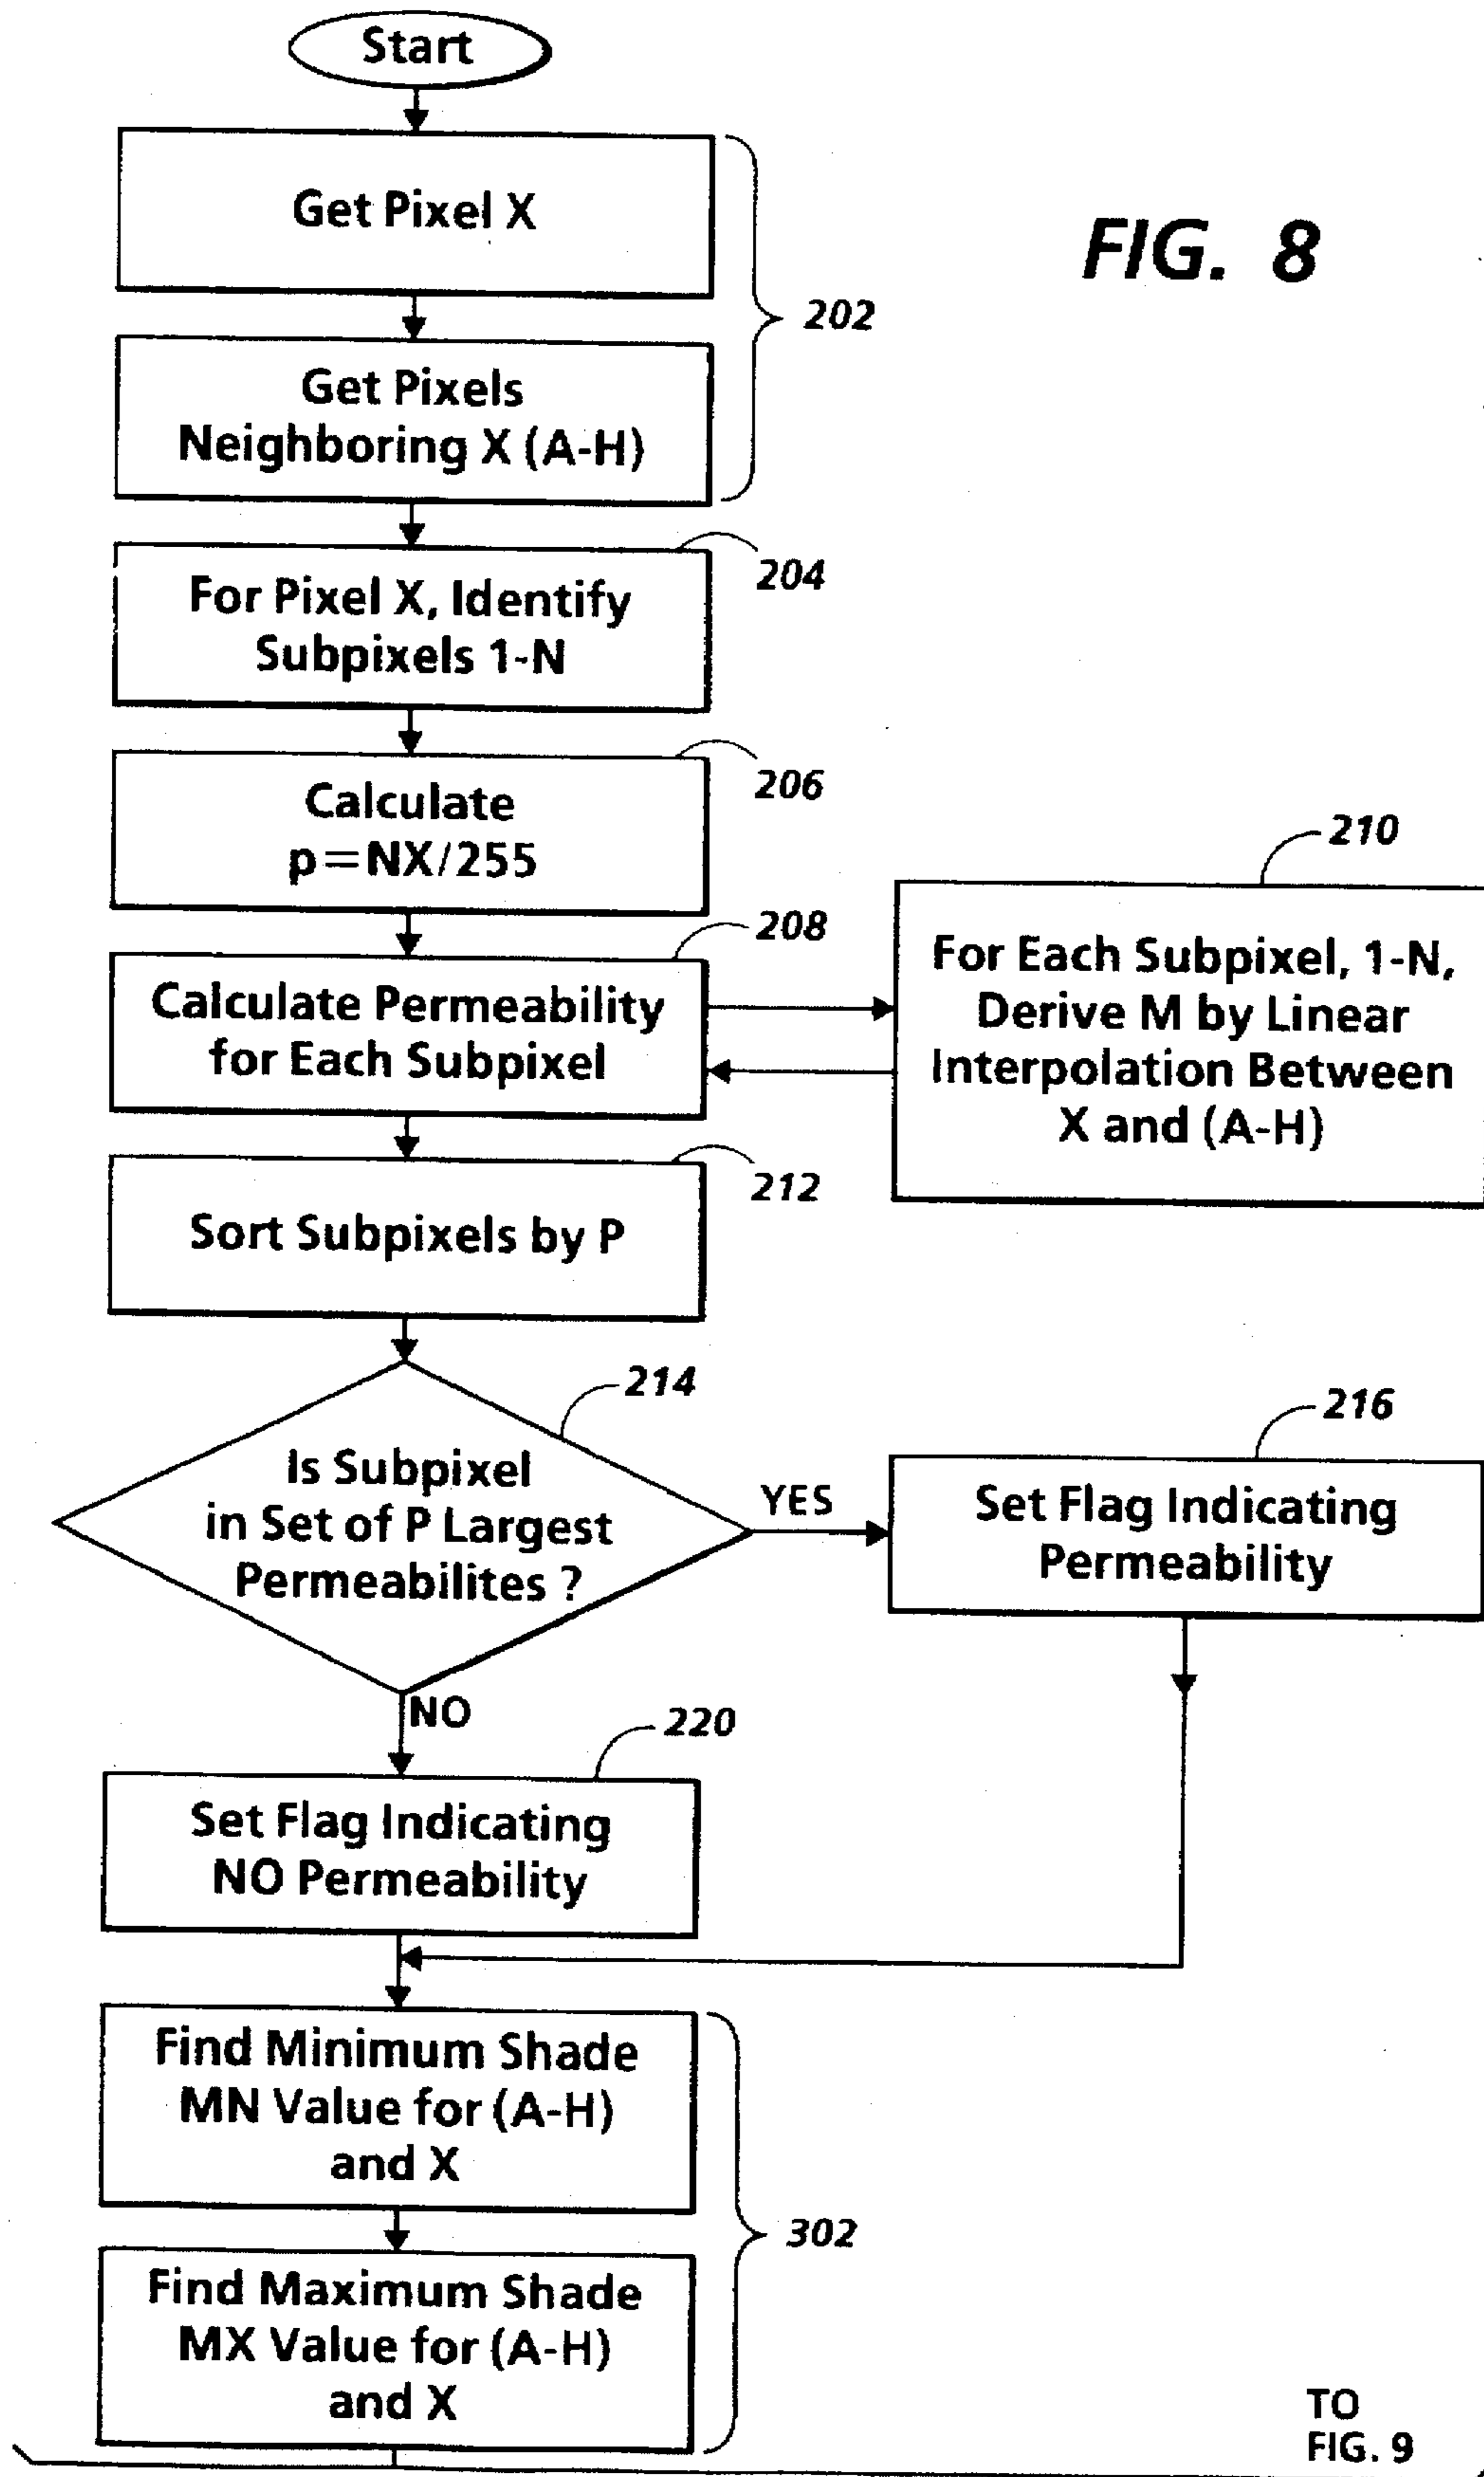 Start
FIG. 8
Get Pixel X
202
Get Pixels
Neighboring X (A-H)
204
For Pixel X, Identify
Subpixels 1-N
206
Calculate
p=NX/255
208
Calculate Permeability
for Each Subpixel
210
For Each Subpixel, 1-N,
Derive M by Linear
Interpolation Between
X and (A-H)
212
Sort Subpixels by P
214
Is Subpixel
in Set of P Largest
Permeabilites ?
YES
216
Set Flag Indicating
Permeability
NO
220
Set Flag Indicating
NO Permeability
Find Minimum Shade
MN Value for (A-H)
and X
302
Find Maximum Shade
MX Value for (A-H)
and X
TO
FIG. 9